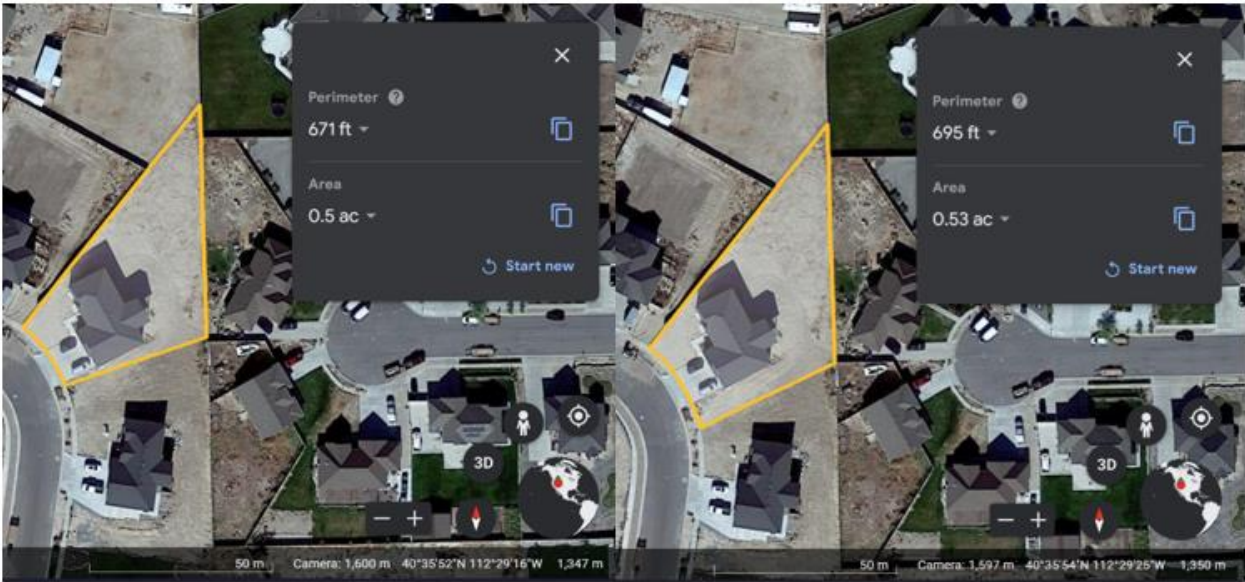 Perimeter
671 ft
Area
0.5 ac
Start new
3D
50 m Camera: 1,600 m 40°35'52"N 112°29'16"W 1,347 m
Perimeter
695 ft
Area
0.53 ac
Start new
3D
50 m Camera: 1,597 m 40°35'54"N 112°29'25"W 1,350 m